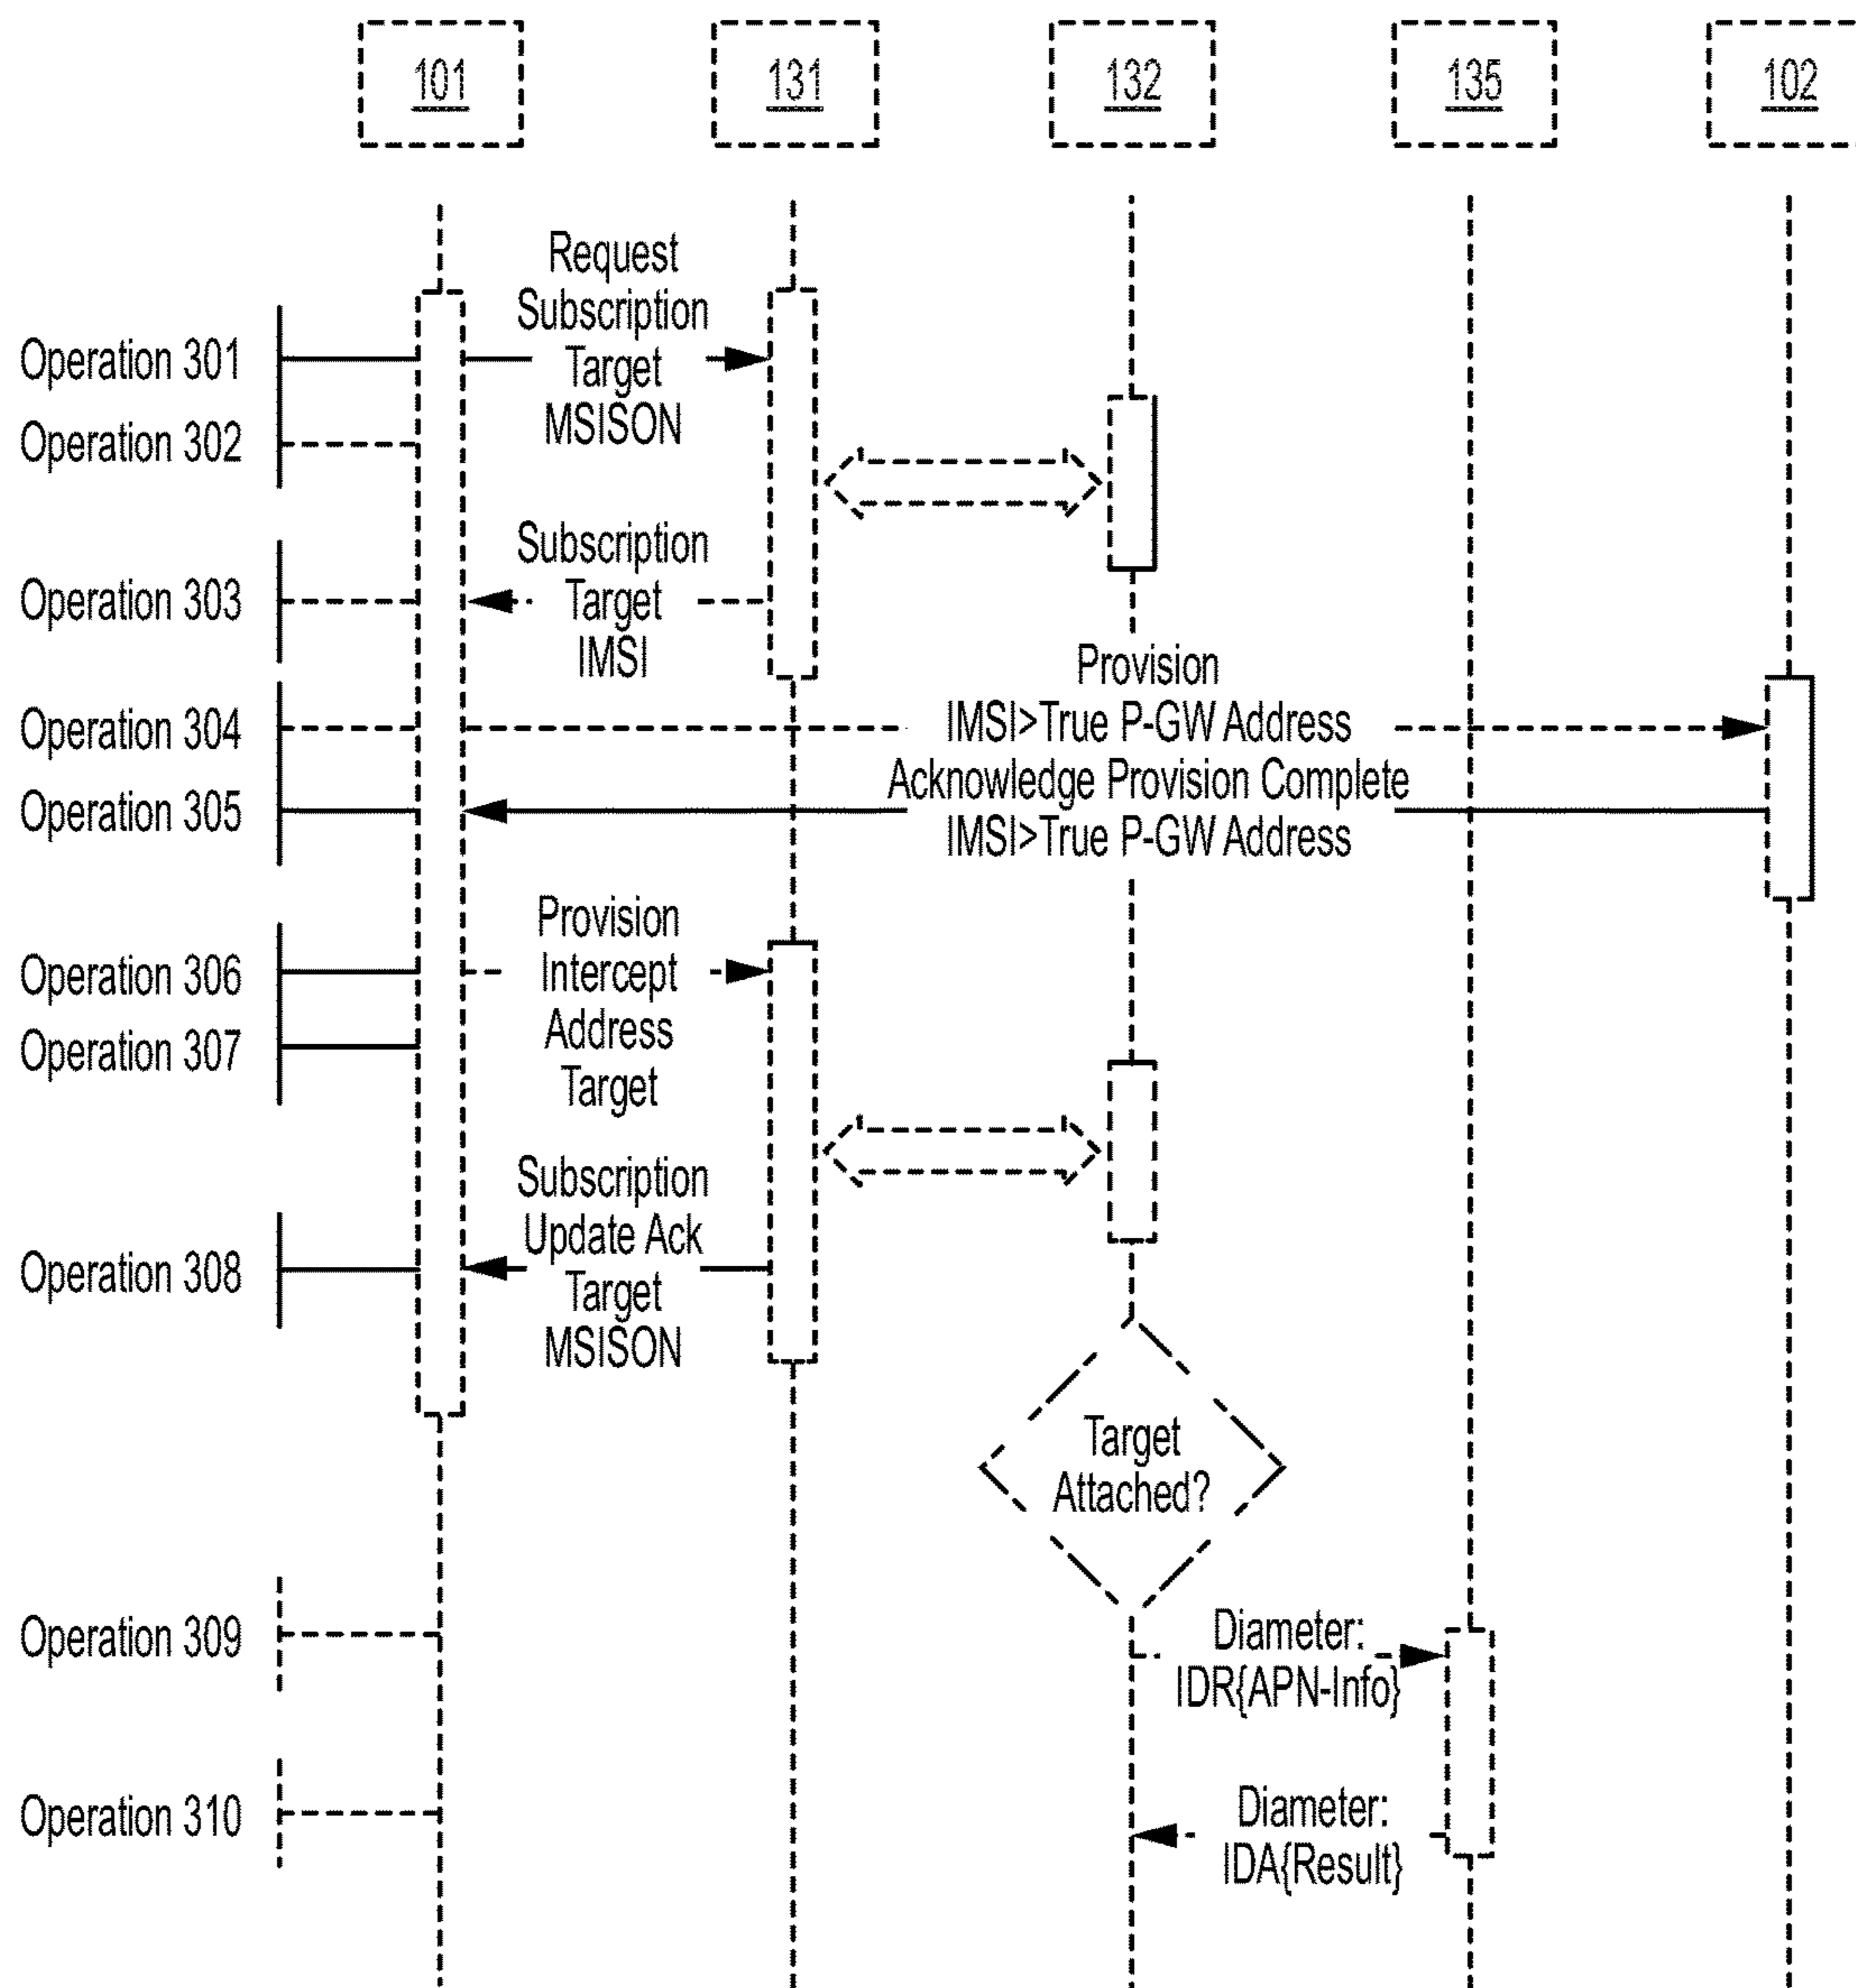 101
131
132
135
102
Request
Subscription
Target
MSISON
Operation 301
Operation 302
Subscription
Target
IMSI
Operation 303
Provision
IMSI>True P-GW Address
Operation 304
Acknowledge Provision Complete
IMSI>True P-GW Address
Operation 305
Provision
Intercept
Address
Target
Operation 306
Operation 307
Subscription
Update Ack
Target
MSISON
Operation 308
Target
Attached?
Operation 309
Diameter:
IDR{APN-Info}
Operation 310
Diameter:
IDA{Result}